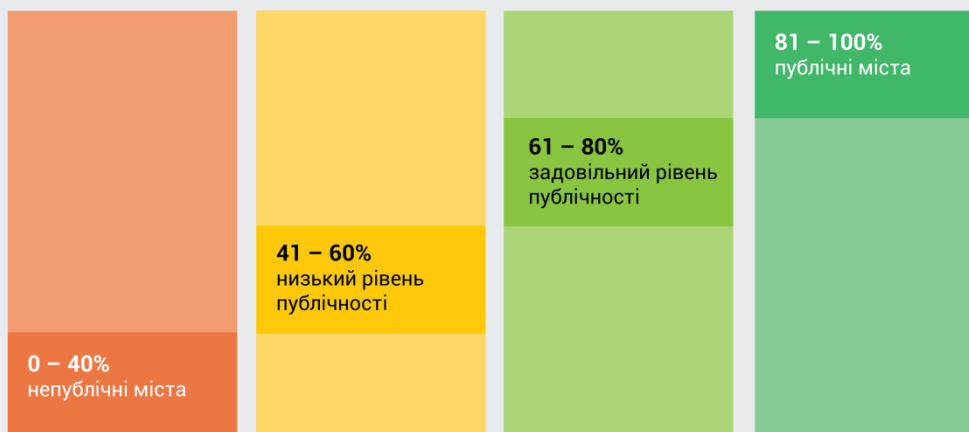 0 – 40%
непублічні міста
41 – 60%
низький рівень
публічності
61 – 80%
задовільний рівень
публічності
81 – 100%
публічні міста